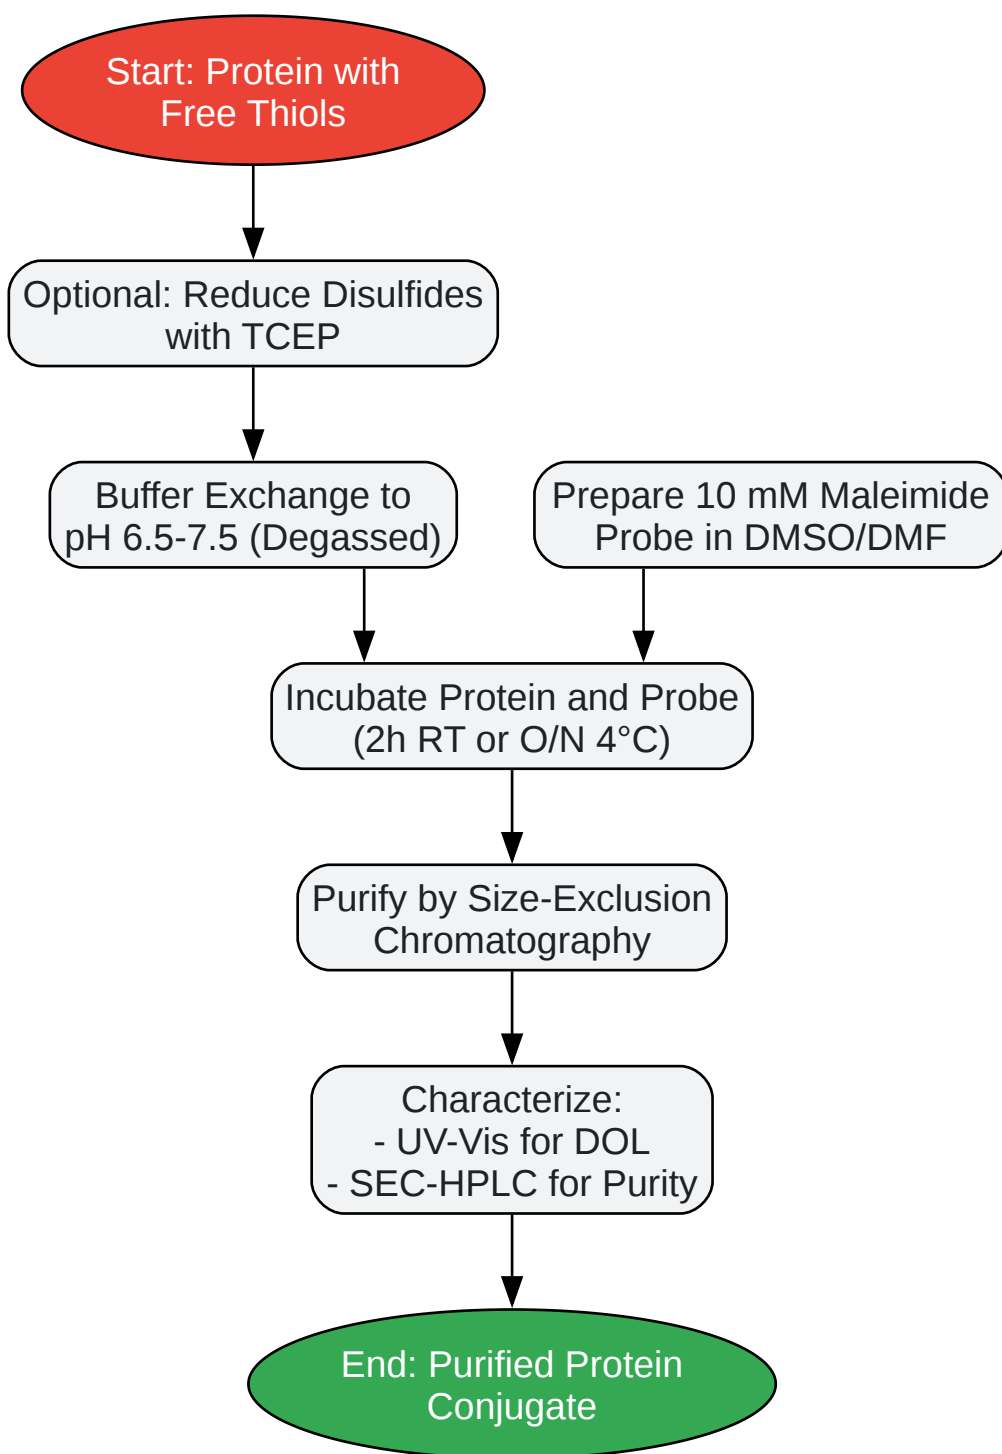 Start: Protein with
Free Thiols
Optional: Reduce Disulfides
with TCEP
Buffer Exchange to
pH 6.5-7.5 (Degassed)
Prepare 10 mM Maleimide
Probe in DMSO/DMF
Incubate Protein and Probe
(2h RT or O/N 4°C)
Purify by Size-Exclusion
Chromatography
Characterize:
- UV-Vis for DOL
- SEC-HPLC for Purity
End: Purified Protein
Conjugate